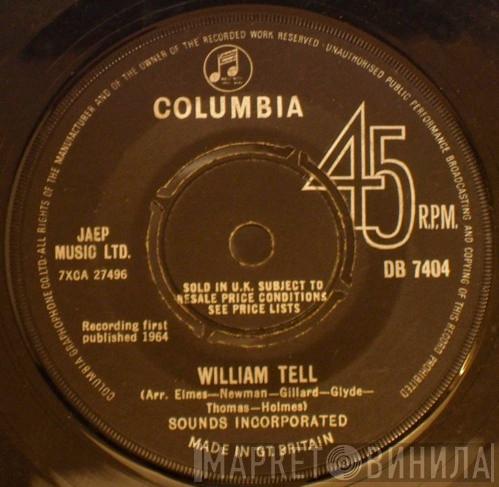 COLUMBIA GRAPHOPHONE CO.LTD·ALL RIGHTS OF THE MANUFACTURER AND OF THE OWNER OF THE RECORDED WORK RESERVED·UNAUTHORISED PUBLIC PERFORMANCE BROADCASTING AND COPYING OF THIS RECORD PROHIBITED
COLUMBIA
45
R.P.M.
JAEP
MUSIC LTD.
7XCA 27496
DB 7404
SOLD IN U.K. SUBJECT TO
RESALE PRICE CONDITIONS
SEE PRICE LISTS
Recording first
published 1964
WILLIAM TELL
(Arr. Elmes—Newman—Gillard—Glyde—
Thomas—Holmes)
SOUNDS INCORPORATED
MADE IN GT. BRITAIN
МАРКЕТ ВИНИЛА